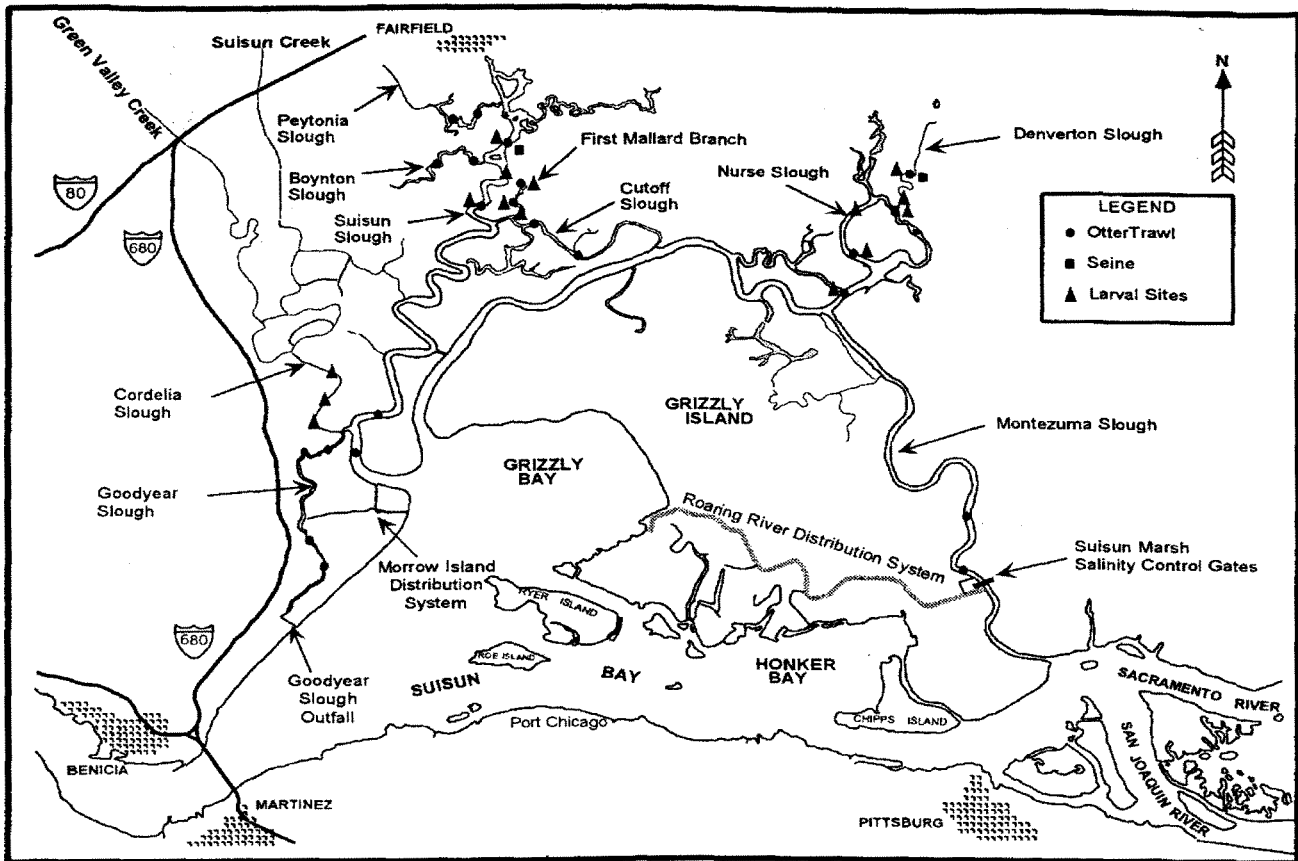 FAIRFIELD
Suisun Creek
Green Valley Creek
Peytonia
Slough
First Mallard Branch
Denverton Slough
Nurse Slough
Boynton
Slough
Cutoff
Slough
Suisun
Slough
80
680
N
LEGEND
OtterTrawl
Seine
Larval Sites
Cordelia
Slough
GRIZZLY
ISLAND
Montezuma Slough
GRIZZLY
BAY
Goodyear
Slough
Roaring River Distribution System
Suisun Marsh
Salinity Control Gates
Morrow Island
Distribution
System
RYER ISLAND
680
ROE ISLAND
Goodyear
Slough
Outfall
SUISUN
BAY
HONKER
BAY
SACRAMENTO RIVER
Port Chicago
CHIPPS ISLAND
SAN JOAQUIN RIVER
BENICIA
MARTINEZ
PITTSBURG